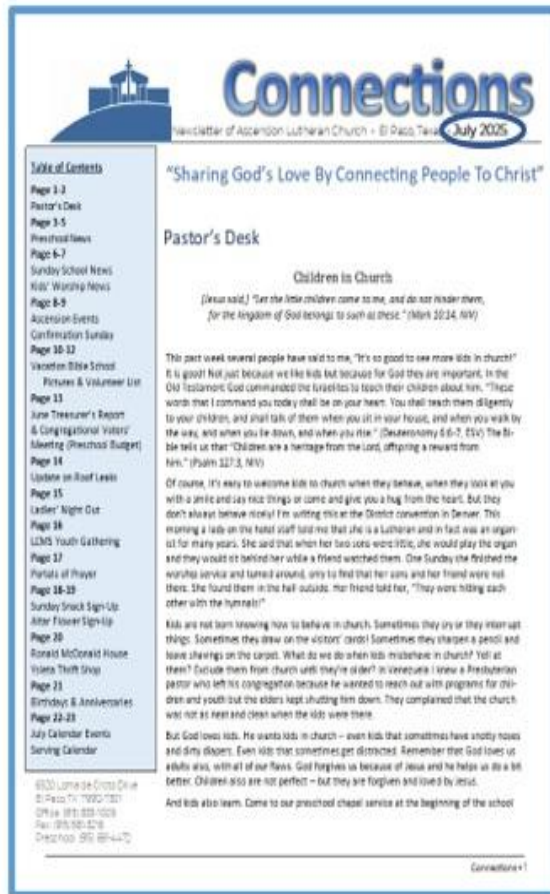 Connections
Newsletter of Ascension Lutheran Church • El Paso, Texas • July 2025
"Sharing God's Love By Connecting People To Christ"
Table of Contents
Page 1-2
Pastor's Desk
Page 3-5
Preschool News
Page 6-7
Sunday School News
Kids' Worship News
Page 8-9
Ascension Events
Confirmation Sunday
Page 10-12
Vacation Bible School
Pictures & Volunteer List
Page 13
June Treasurer's Report
& Congregational Voters'
Meeting (Preschool Budget)
Page 14
Update on Roof Leaks
Page 15
Ladies' Night Out
Page 16
LCMS Youth Gathering
Page 17
Portals of Prayer
Page 18-19
Sunday Snack Sign-Up
Altar Flower Sign-Up
Page 20
Ronald McDonald House
Ysleta Thrift Shop
Page 21
Birthdays & Anniversaries
Page 22-23
July Calendar Events
Serving Calendar
Office:
Fax:
Preschool:
Pastor's Desk
Children in Church
[Jesus said,] "Let the little children come to me, and do not hinder them,
for the kingdom of God belongs to such as these." (Mark 10:14, NIV)
This past week several people have said to me, "It's so good to see more kids in church!"
It is good! Not just because we like kids but because for God they are important. In the
Old Testament God commanded the Israelites to teach their children about him. "These
words that I command you today shall be on your heart. You shall teach them diligently
to your children, and shall talk of them when you sit in your house, and when you walk by
the way, and when you lie down, and when you rise." (Deuteronomy 6:6-7, ESV) The Bi-
ble tells us that "Children are a heritage from the Lord, offspring a reward from
him." (Psalm 127:3, NIV)
Of course, it's easy to welcome kids to church when they behave, when they look at you
with a smile and say nice things or come and give you a hug from the heart. But they
don't always behave nicely! I'm writing this at the District convention in Denver. This
morning a lady on the hotel staff told me that she is a Lutheran and in fact was an organ-
ist for many years. She said that when her two sons were little, she would play the organ
and they would sit behind her while a friend watched them. One Sunday she finished the
worship service and turned around, only to find that her sons and her friend were not
there. She found them in the hall outside. Her friend told her, "They were hitting each
other with the hymnals!"
Kids are not born knowing how to behave in church. Sometimes they cry or they interrupt
things. Sometimes they draw on the visitors' cards! Sometimes they sharpen a pencil and
leave shavings on the carpet. What do we do when kids misbehave in church? Yell at
them? Exclude them from church until they're older? In Venezuela I knew a Presbyterian
pastor who left his congregation because he wanted to reach out with programs for chil-
dren and youth but the elders kept shutting him down. They complained that the church
was not as neat and clean when the kids were there.
But God loves kids. He wants kids in church – even kids that sometimes have snotty noses
and dirty diapers. Even kids that sometimes get distracted. Remember that God loves us
adults also, with all of our flaws. God forgives us because of Jesus and he helps us do a bit
better. Children also are not perfect – but they are forgiven and loved by Jesus.
And kids also learn. Come to our preschool chapel service at the beginning of the school
Connections • 1